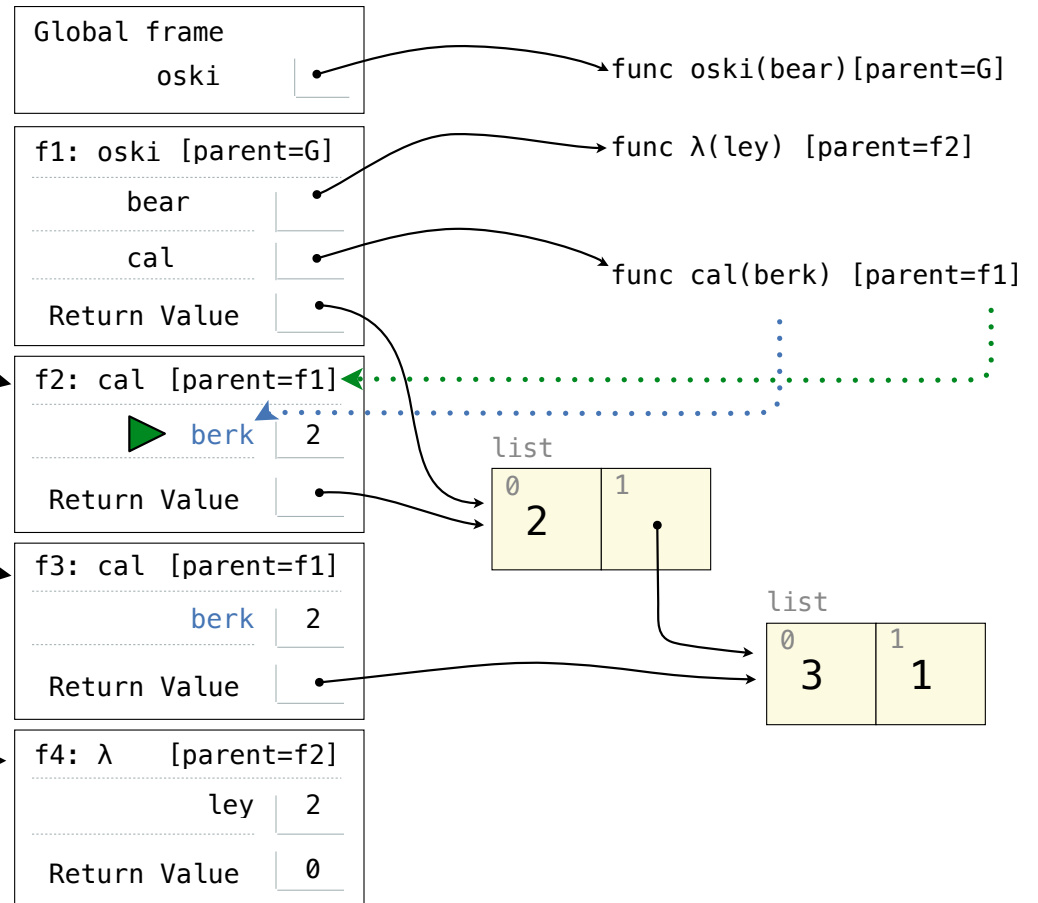 Global frame
oski
func oski(bear)[parent=G]
f1: oski [parent=G]
func λ(ley) [parent=f2]
bear
cal
func cal(berk) [parent=f1]
Return Value
f2: cal [parent=f1]
berk 2
list
0 1
2
Return Value
f3: cal [parent=f1]
berk 2
list
0 1
3 1
Return Value
f4: λ [parent=f2]
ley 2
Return Value 0